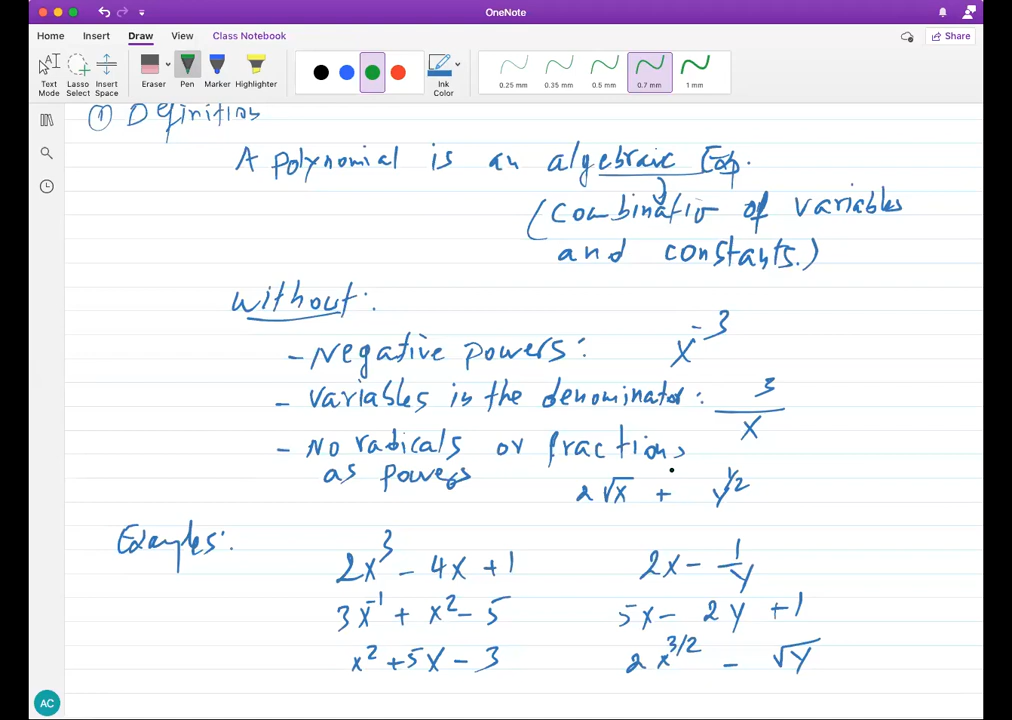 OneNote
Home Insert Draw View Class Notebook
Share
Text Mode Lasso Select Insert Space Eraser Pen Marker Highlighter Ink Color 0.25 mm 0.35 mm 0.5 mm 0.7 mm 1 mm
① Definition
A polynomial is an algebraic Exp.
(Combinatio of variables
and constants.)
without:
- Negative powers: x⁻³
- variables in the denominator: 3/x
- No radicals or fractions
as powers
2√x + y^1/2
Examples:
2x³ - 4x + 1 2x - 1/y
3x⁻¹ + x² - 5 5x - 2y + 1
x² + 5x - 3 2x^3/2 - √y
AC